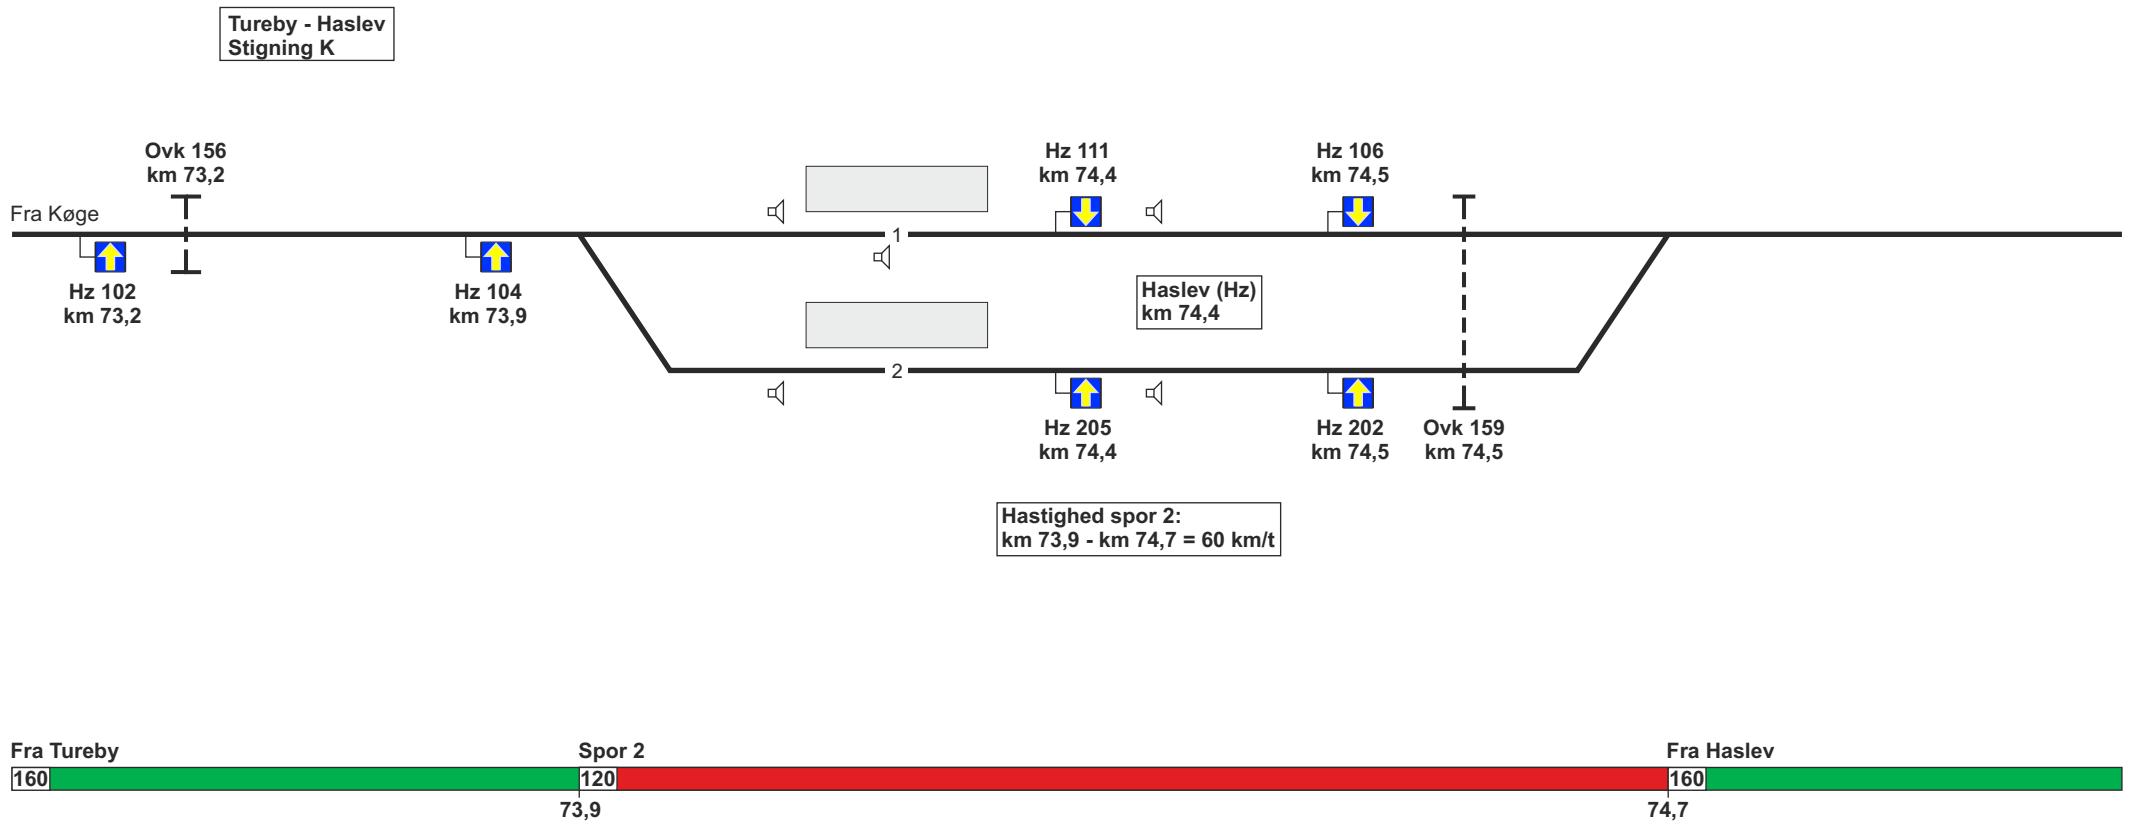 Tureby - Haslev
Stigning K
Ovk 156
km 73,2
Hz 111
km 74,4
Hz 106
km 74,5
Fra Køge
1
Hz 102
km 73,2
Hz 104
km 73,9
Haslev (Hz)
km 74,4
2
Hz 205
km 74,4
Hz 202
km 74,5
Ovk 159
km 74,5
Hastighed spor 2:
km 73,9 - km 74,7 = 60 km/t
Fra Tureby
Spor 2
Fra Haslev
160
120
160
73,9
74,7